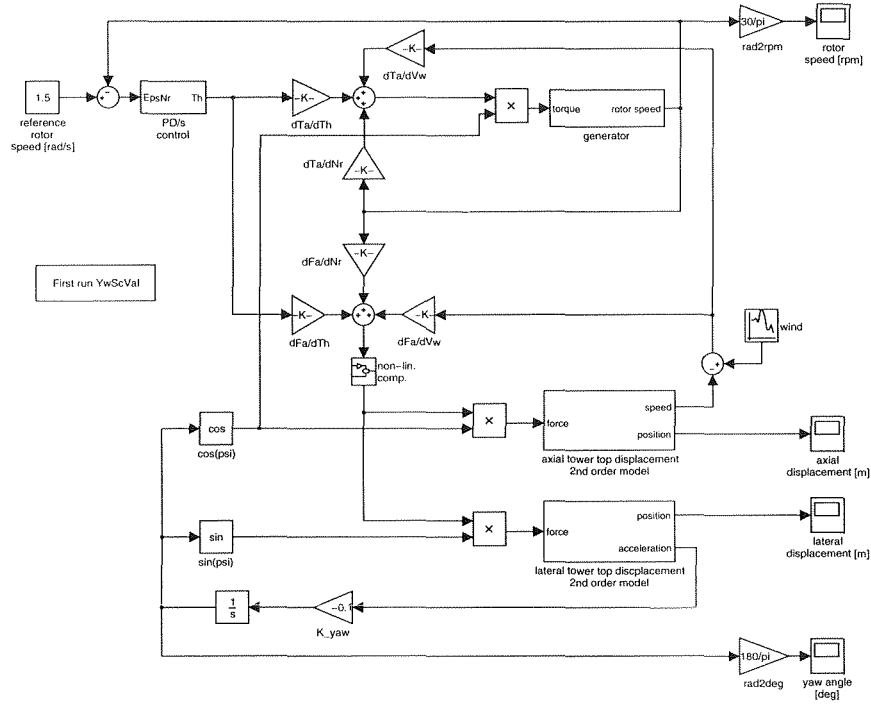 30/pi
rad2rpm
rotor
speed [rpm]
-K-
dTa/dVw
1.5
reference
rotor
speed [rad/s]
EpsNr Th
PD/s
control
-K-
dTa/dTh
×
torque rotor speed
generator
dTa/dNr
-K-
-K-
dFa/dNr
First run YwScVal
-K-
dFa/dTh
-K-
dFa/dVw
wind
non-lin.
comp.
cos
cos(psi)
×
force
speed
position
axial tower top displacement
2nd order model
axial
displacement [m]
sin
sin(psi)
×
force
position
acceleration
lateral tower top discplacement
2nd order model
lateral
displacement [m]
1
s
-0.1
K_yaw
180/pi
rad2deg
yaw angle
[deg]